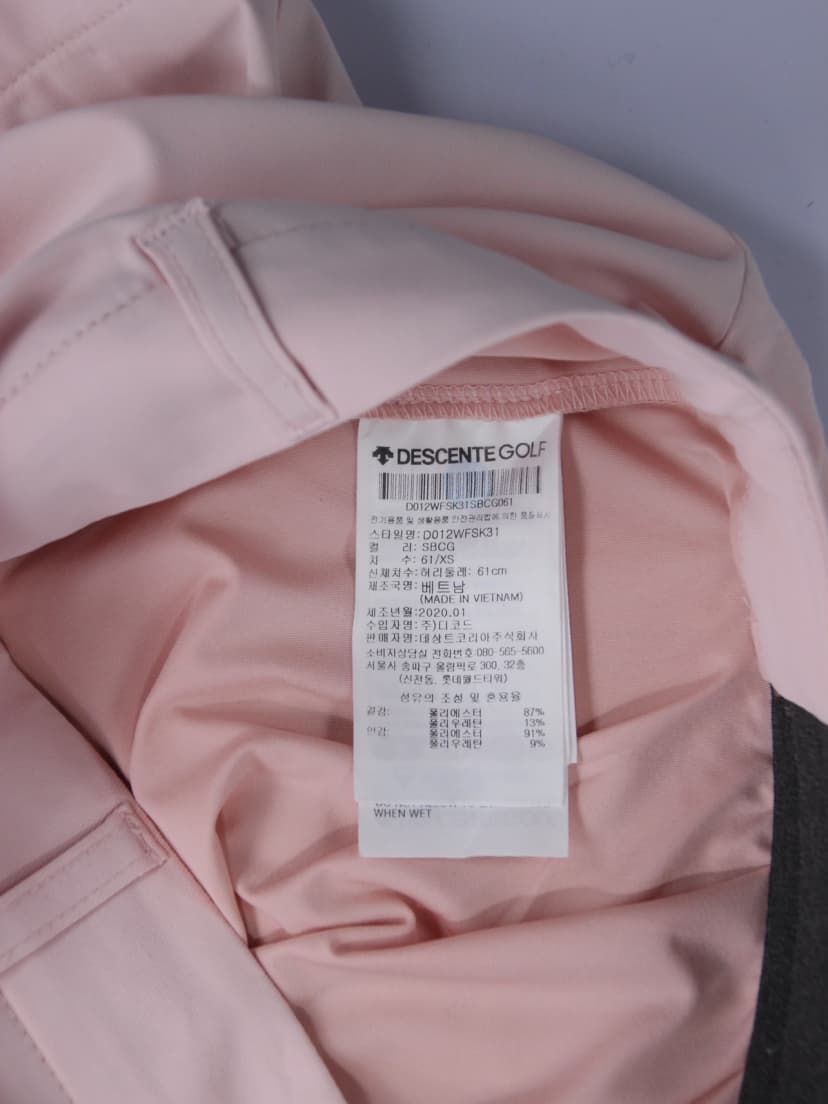 DESCENTE GOLF
D012WFSK31SBCG061
전기용품 및 생활용품 안전관리법에 의한 품질표시
스타일명: D012WFSK31
컬 러: SBCG
치 수: 61/XS
신체치수: 허리둘레: 61cm
제조국명: 베트남
(MADE IN VIETNAM)
제조년월: 2020.01
수입자명: 주)디코드
판매자명: 데상트코리아주식회사
소비자상담실 전화번호 080-565-5600
서울시 송파구 올림픽로 300, 32층
(신천동, 롯데월드타워)
섬유의 조성 및 혼용율
겉감: 폴리에스터 87%
폴리우레탄 13%
안감: 폴리에스터 91%
폴리우레탄 9%
WHEN WET